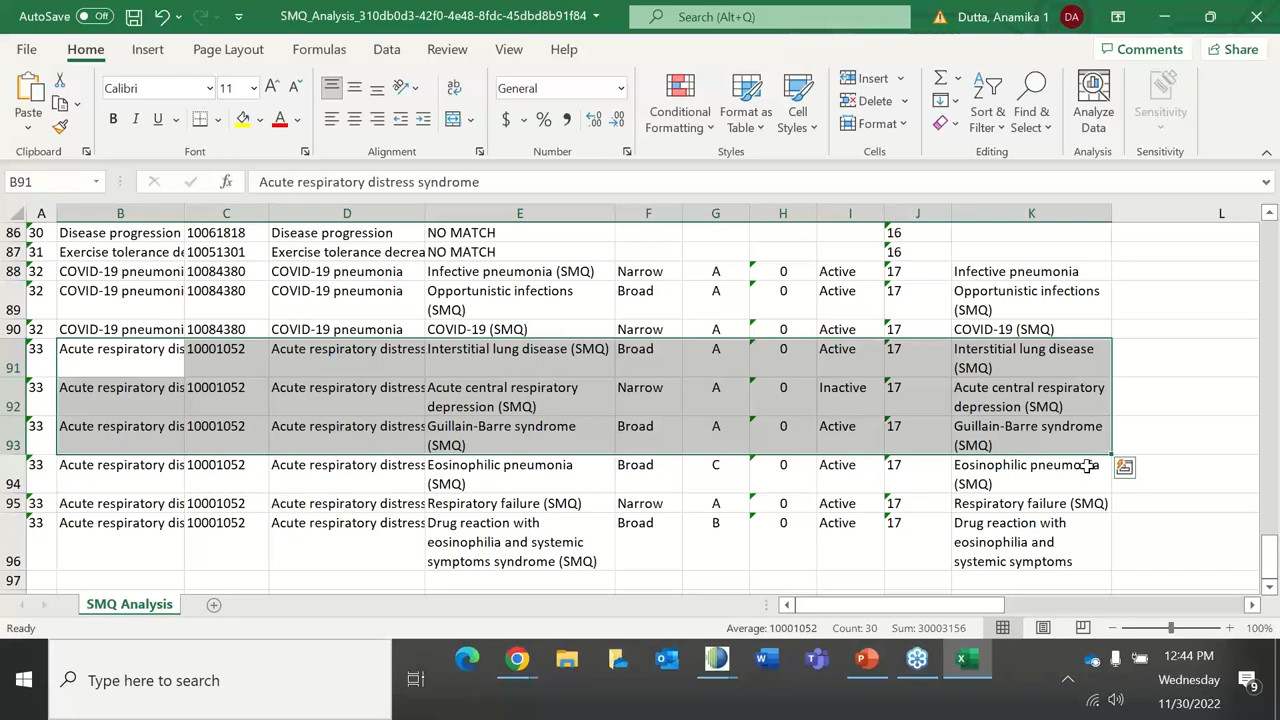 AutoSave Off SMQ_Analysis_310db0d3-42f0-4e48-8fdc-45dbd8b91f84 Search (Alt+Q) Dutta, Anamika 1 DA
File Home Insert Page Layout Formulas Data Review View Help Comments Share
Paste Calibri 11 General Conditional Formatting Format as Table Cell Styles Insert Delete Format Sort & Filter Find & Select Analyze Data Sensitivity
Clipboard Font Alignment Number Styles Cells Editing Analysis Sensitivity
B91 Acute respiratory distress syndrome
A B C D E F G H I J K L
86 30 Disease progression 10061818 Disease progression NO MATCH 16
87 31 Exercise tolerance de 10051301 Exercise tolerance decrea NO MATCH 16
88 32 COVID-19 pneumoni 10084380 COVID-19 pneumonia Infective pneumonia (SMQ) Narrow A 0 Active 17 Infective pneumonia
89 32 COVID-19 pneumoni 10084380 COVID-19 pneumonia Opportunistic infections (SMQ) Broad A 0 Active 17 Opportunistic infections (SMQ)
90 32 COVID-19 pneumoni 10084380 COVID-19 pneumonia COVID-19 (SMQ) Narrow A 0 Active 17 COVID-19 (SMQ)
91 33 Acute respiratory dis 10001052 Acute respiratory distress Interstitial lung disease (SMQ) Broad A 0 Active 17 Interstitial lung disease (SMQ)
92 33 Acute respiratory dis 10001052 Acute respiratory distress Acute central respiratory depression (SMQ) Narrow A 0 Inactive 17 Acute central respiratory depression (SMQ)
93 33 Acute respiratory dis 10001052 Acute respiratory distress Guillain-Barre syndrome (SMQ) Broad A 0 Active 17 Guillain-Barre syndrome (SMQ)
94 33 Acute respiratory dis 10001052 Acute respiratory distress Eosinophilic pneumonia (SMQ) Broad C 0 Active 17 Eosinophilic pneumonia (SMQ)
95 33 Acute respiratory dis 10001052 Acute respiratory distress Respiratory failure (SMQ) Narrow A 0 Active 17 Respiratory failure (SMQ)
96 33 Acute respiratory dis 10001052 Acute respiratory distress Drug reaction with eosinophilia and systemic symptoms syndrome (SMQ) Broad B 0 Active 17 Drug reaction with eosinophilia and systemic symptoms
97
SMQ Analysis
Ready Average: 10001052 Count: 30 Sum: 30003156 100%
Type here to search 12:44 PM
Wednesday 9
11/30/2022